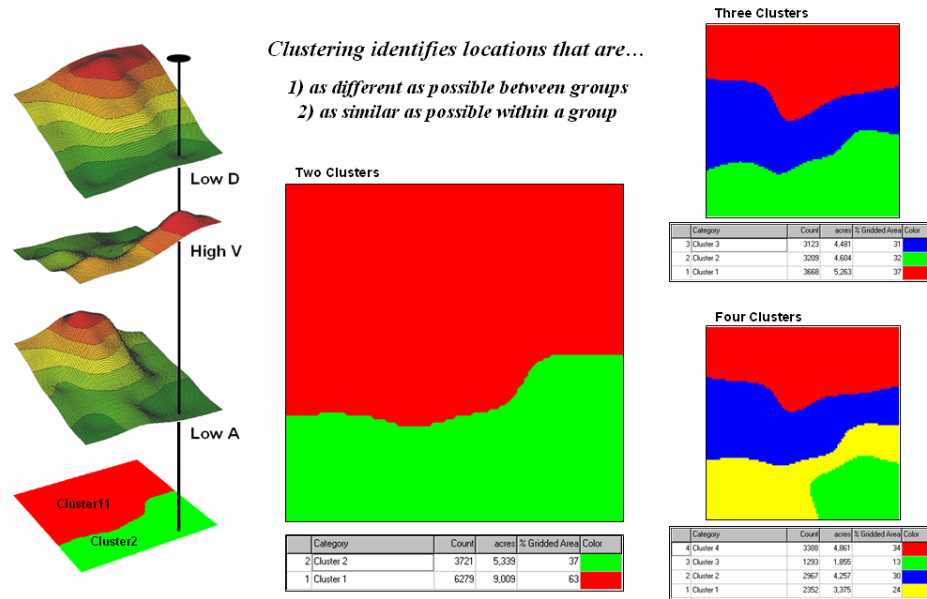 Clustering identifies locations that are…
1) as different as possible between groups
2) as similar as possible within a group
Low D
High V
Low A
Cluster11
Cluster2
Two Clusters
Category Count acres % Gridded Area Color
2 Cluster 2 3721 5,339 37
1 Cluster 1 6279 9,009 63
Three Clusters
Category Count acres % Gridded Area Color
3 Cluster 3 3123 4,481 31
2 Cluster 2 3209 4,604 32
1 Cluster 1 3668 5,263 37
Four Clusters
Category Count acres % Gridded Area Color
4 Cluster 4 3388 4,861 34
3 Cluster 3 1293 1,855 13
2 Cluster 2 2967 4,257 30
1 Cluster 1 2352 3,375 24